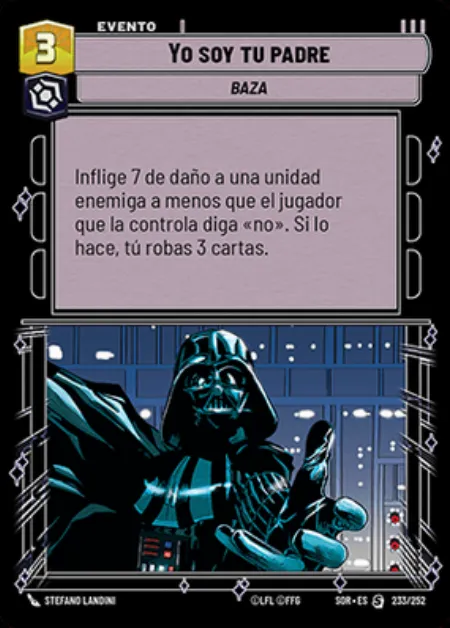 3
EVENTO
YO SOY TU PADRE
BAZA
Inflige 7 de daño a una unidad
enemiga a menos que el jugador
que la controla diga «no». Si lo
hace, tú robas 3 cartas.
STEFANO LANDINI
©LFL ©FFG
SOR•ES
233/252